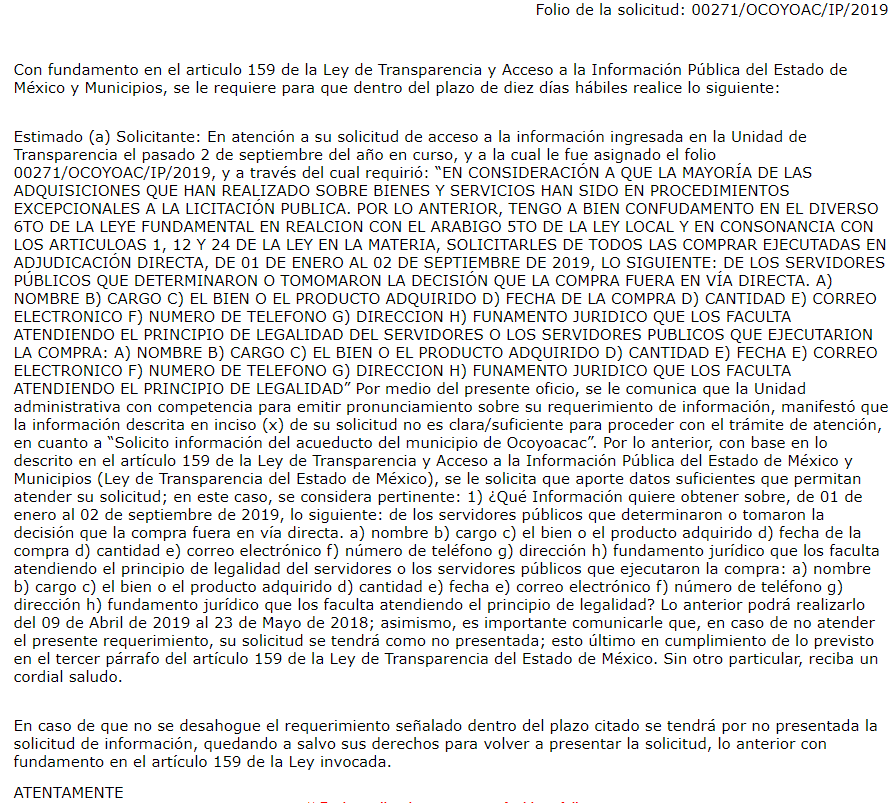 Folio de la solicitud: 00271/OCOYOAC/IP/2019
Con fundamento en el articulo 159 de la Ley de Transparencia y Acceso a la Información Pública del Estado de
México y Municipios, se le requiere para que dentro del plazo de diez días hábiles realice lo siguiente:
Estimado (a) Solicitante: En atención a su solicitud de acceso a la información ingresada en la Unidad de
Transparencia el pasado 2 de septiembre del año en curso, y a la cual le fue asignado el folio
00271/OCOYOAC/IP/2019, y a través del cual requirió: “EN CONSIDERACIÓN A QUE LA MAYORÍA DE LAS
ADQUISICIONES QUE HAN REALIZADO SOBRE BIENES Y SERVICIOS HAN SIDO EN PROCEDIMIENTOS
EXCEPCIONALES A LA LICITACIÓN PUBLICA. POR LO ANTERIOR, TENGO A BIEN CONFUDAMENTO EN EL DIVERSO
6TO DE LA LEYE FUNDAMENTAL EN REALCION CON EL ARABIGO 5TO DE LA LEY LOCAL Y EN CONSONANCIA CON
LOS ARTICULOAS 1, 12 Y 24 DE LA LEY EN LA MATERIA, SOLICITARLES DE TODOS LAS COMPRAR EJECUTADAS EN
ADJUDICACIÓN DIRECTA, DE 01 DE ENERO AL 02 DE SEPTIEMBRE DE 2019, LO SIGUIENTE: DE LOS SERVIDORES
PÚBLICOS QUE DETERMINARON O TOMOMARON LA DECISIÓN QUE LA COMPRA FUERA EN VÍA DIRECTA. A)
NOMBRE B) CARGO C) EL BIEN O EL PRODUCTO ADQUIRIDO D) FECHA DE LA COMPRA D) CANTIDAD E) CORREO
ELECTRONICO F) NUMERO DE TELEFONO G) DIRECCION H) FUNAMENTO JURIDICO QUE LOS FACULTA
ATENDIENDO EL PRINCIPIO DE LEGALIDAD DEL SERVIDORES O LOS SERVIDORES PUBLICOS QUE EJECUTARION
LA COMPRA: A) NOMBRE B) CARGO C) EL BIEN O EL PRODUCTO ADQUIRIDO D) CANTIDAD E) FECHA E) CORREO
ELECTRONICO F) NUMERO DE TELEFONO G) DIRECCION H) FUNAMENTO JURIDICO QUE LOS FACULTA
ATENDIENDO EL PRINCIPIO DE LEGALIDAD” Por medio del presente oficio, se le comunica que la Unidad
administrativa con competencia para emitir pronunciamiento sobre su requerimiento de información, manifestó que
la información descrita en inciso (x) de su solicitud no es clara/suficiente para proceder con el trámite de atención,
en cuanto a “Solicito información del acueducto del municipio de Ocoyoacac”. Por lo anterior, con base en lo
descrito en el artículo 159 de la Ley de Transparencia y Acceso a la Información Pública del Estado de México y
Municipios (Ley de Transparencia del Estado de México), se le solicita que aporte datos suficientes que permitan
atender su solicitud; en este caso, se considera pertinente: 1) ¿Qué Información quiere obtener sobre, de 01 de
enero al 02 de septiembre de 2019, lo siguiente: de los servidores públicos que determinaron o tomaron la
decisión que la compra fuera en vía directa. a) nombre b) cargo c) el bien o el producto adquirido d) fecha de la
compra d) cantidad e) correo electrónico f) número de teléfono g) dirección h) fundamento jurídico que los faculta
atendiendo el principio de legalidad del servidores o los servidores públicos que ejecutaron la compra: a) nombre
b) cargo c) el bien o el producto adquirido d) cantidad e) fecha e) correo electrónico f) número de teléfono g)
dirección h) fundamento jurídico que los faculta atendiendo el principio de legalidad? Lo anterior podrá realizarlo
del 09 de Abril de 2019 al 23 de Mayo de 2018; asimismo, es importante comunicarle que, en caso de no atender
el presente requerimiento, su solicitud se tendrá como no presentada; esto último en cumplimiento de lo previsto
en el tercer párrafo del artículo 159 de la Ley de Transparencia del Estado de México. Sin otro particular, reciba un
cordial saludo.
En caso de que no se desahogue el requerimiento señalado dentro del plazo citado se tendrá por no presentada la
solicitud de información, quedando a salvo sus derechos para volver a presentar la solicitud, lo anterior con
fundamento en el artículo 159 de la Ley invocada.
ATENTAMENTE